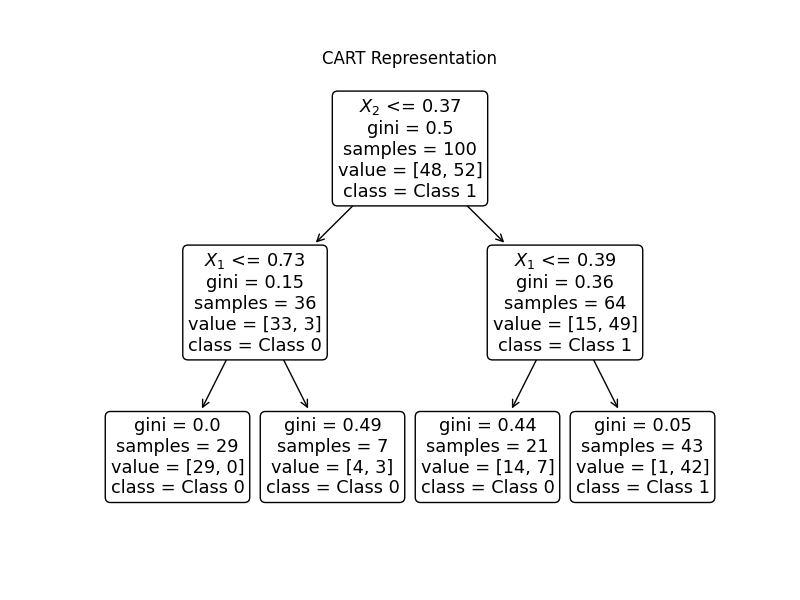 CART Representation
X₂ <= 0.37
gini = 0.5
samples = 100
value = [48, 52]
class = Class 1
X₁ <= 0.73
gini = 0.15
samples = 36
value = [33, 3]
class = Class 0
X₁ <= 0.39
gini = 0.36
samples = 64
value = [15, 49]
class = Class 1
gini = 0.0
samples = 29
value = [29, 0]
class = Class 0
gini = 0.49
samples = 7
value = [4, 3]
class = Class 0
gini = 0.44
samples = 21
value = [14, 7]
class = Class 0
gini = 0.05
samples = 43
value = [1, 42]
class = Class 1